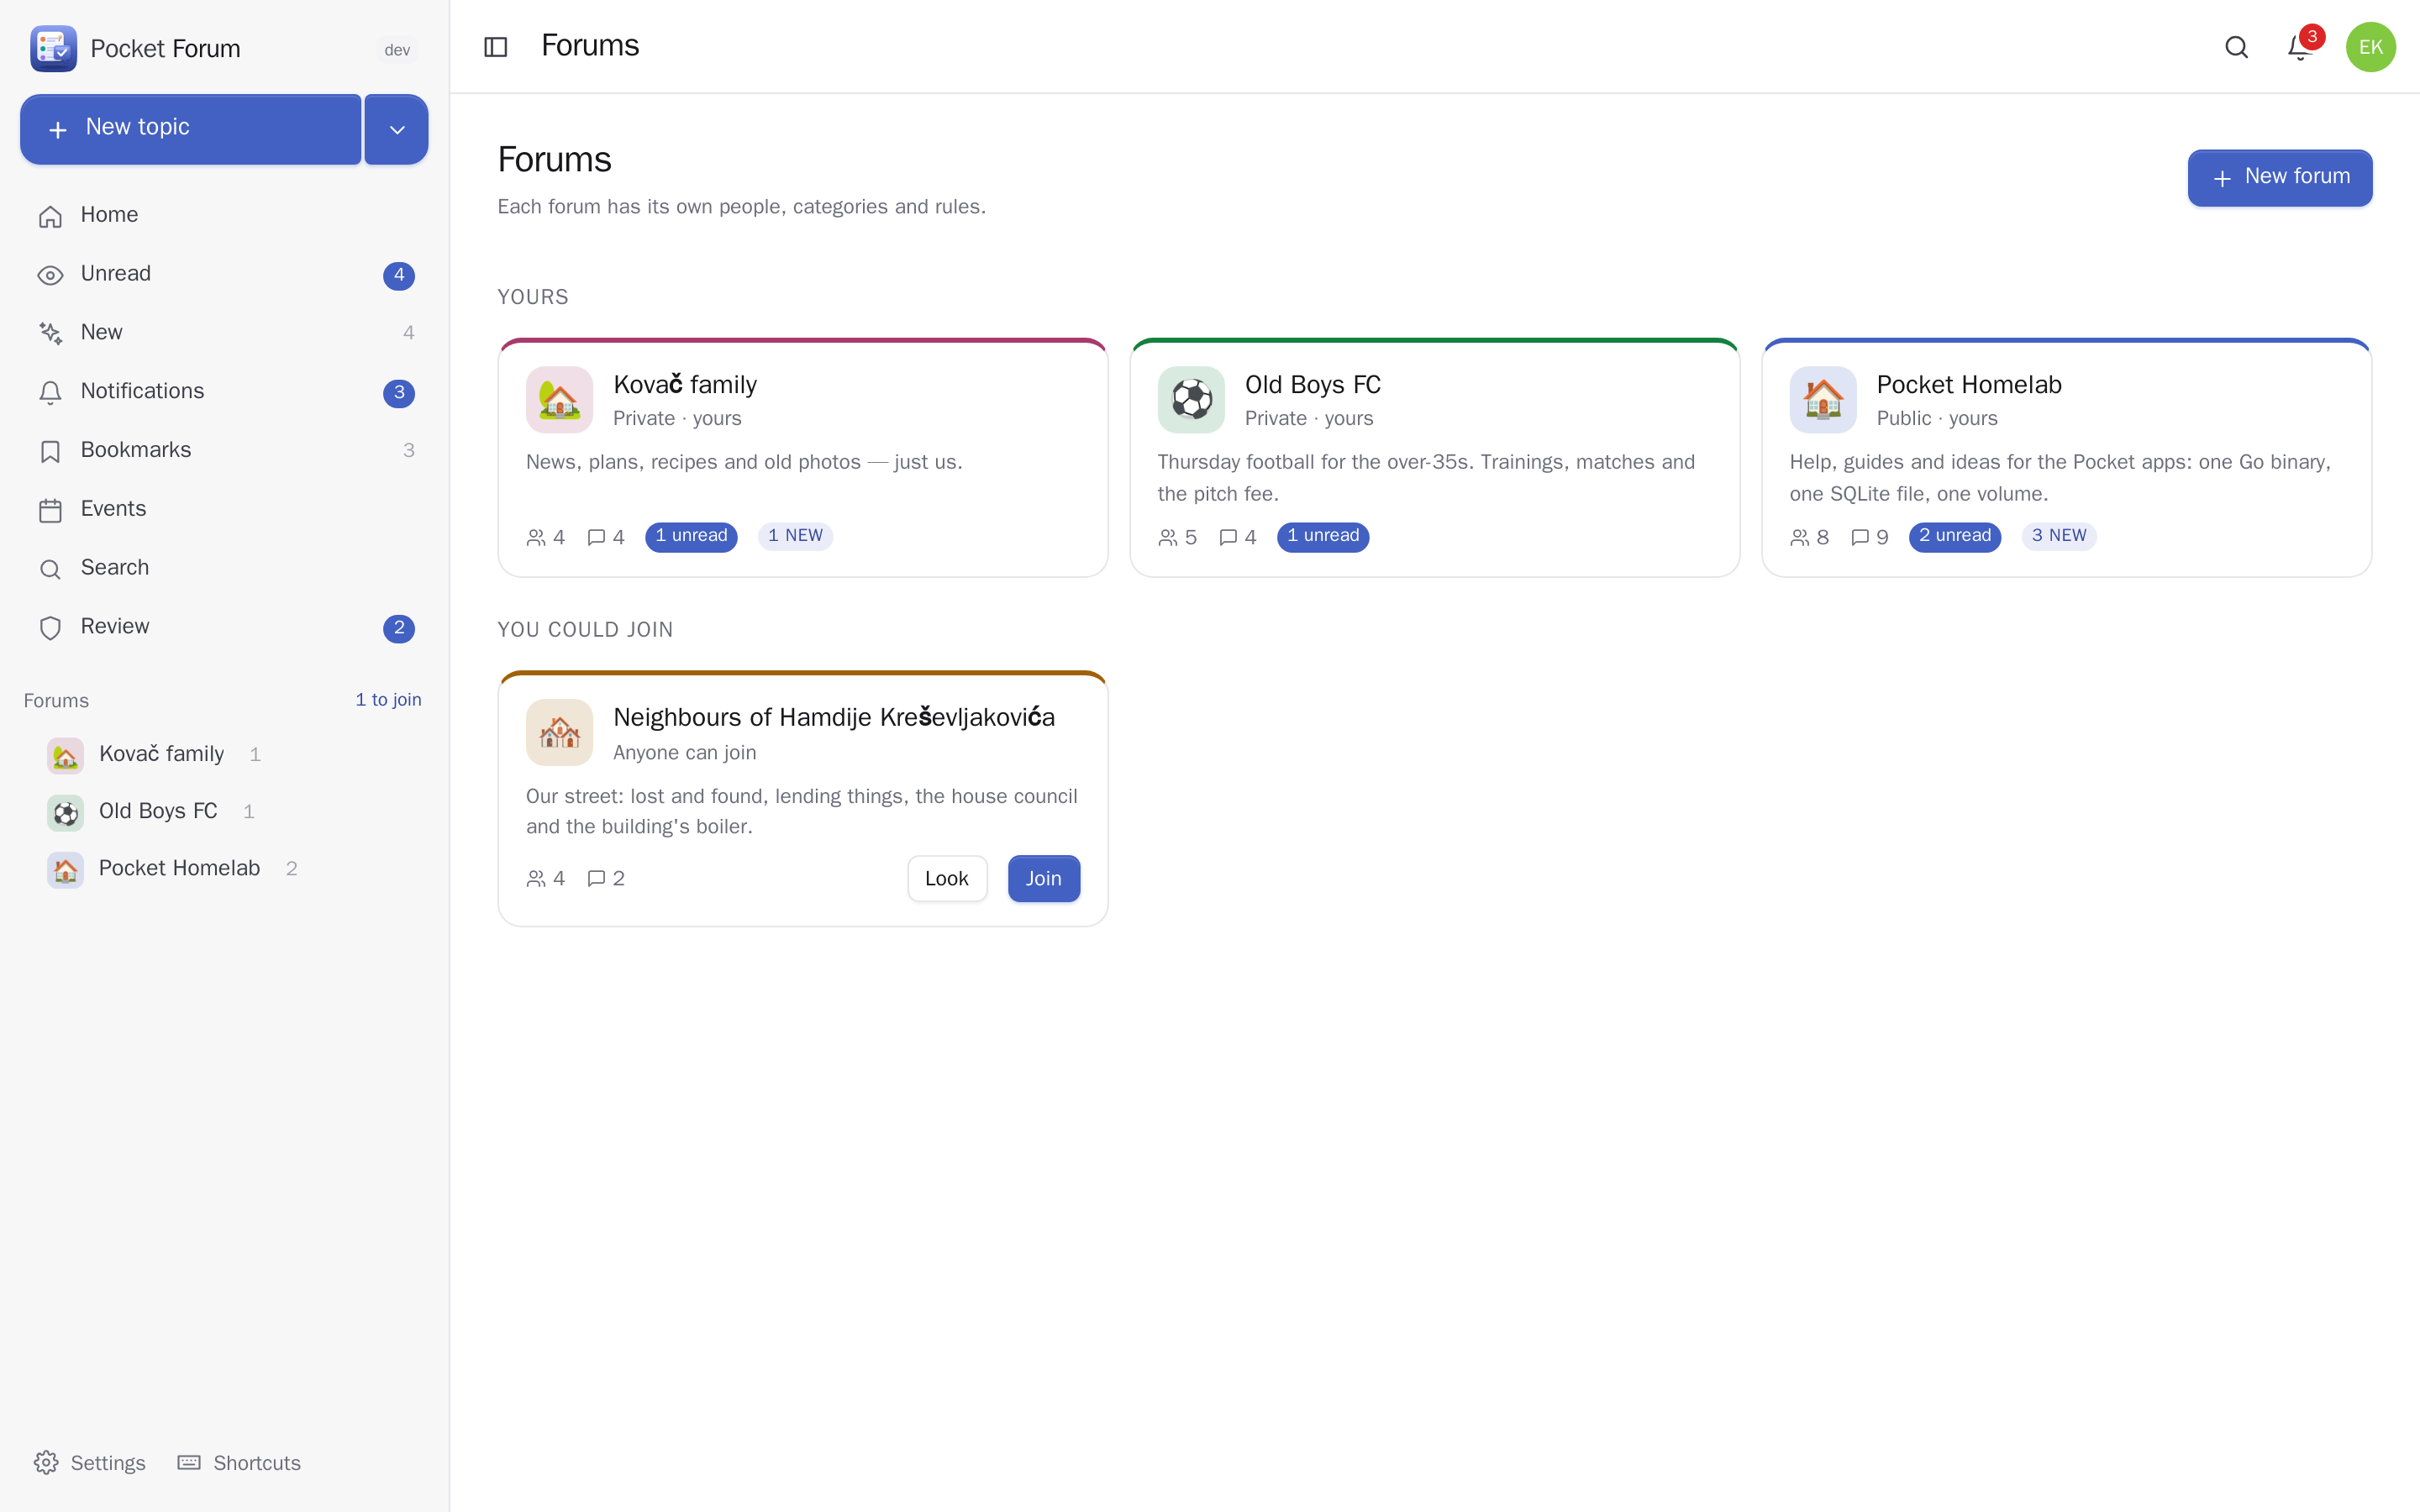 Pocket Forum
dev
New topic
Home
Unread 4
New 4
Notifications 3
Bookmarks 3
Events
Search
Review 2
Forums 1 to join
Kovač family 1
Old Boys FC 1
Pocket Homelab 2
Settings
Shortcuts
Forums
3
EK
Forums
Each forum has its own people, categories and rules.
New forum
YOURS
Kovač family
Private · yours
News, plans, recipes and old photos — just us.
4 4 1 unread 1 NEW
Old Boys FC
Private · yours
Thursday football for the over-35s. Trainings, matches and
the pitch fee.
5 4 1 unread
Pocket Homelab
Public · yours
Help, guides and ideas for the Pocket apps: one Go binary,
one SQLite file, one volume.
8 9 2 unread 3 NEW
YOU COULD JOIN
Neighbours of Hamdije Kreševljakovića
Anyone can join
Our street: lost and found, lending things, the house council
and the building's boiler.
4 2 Look Join